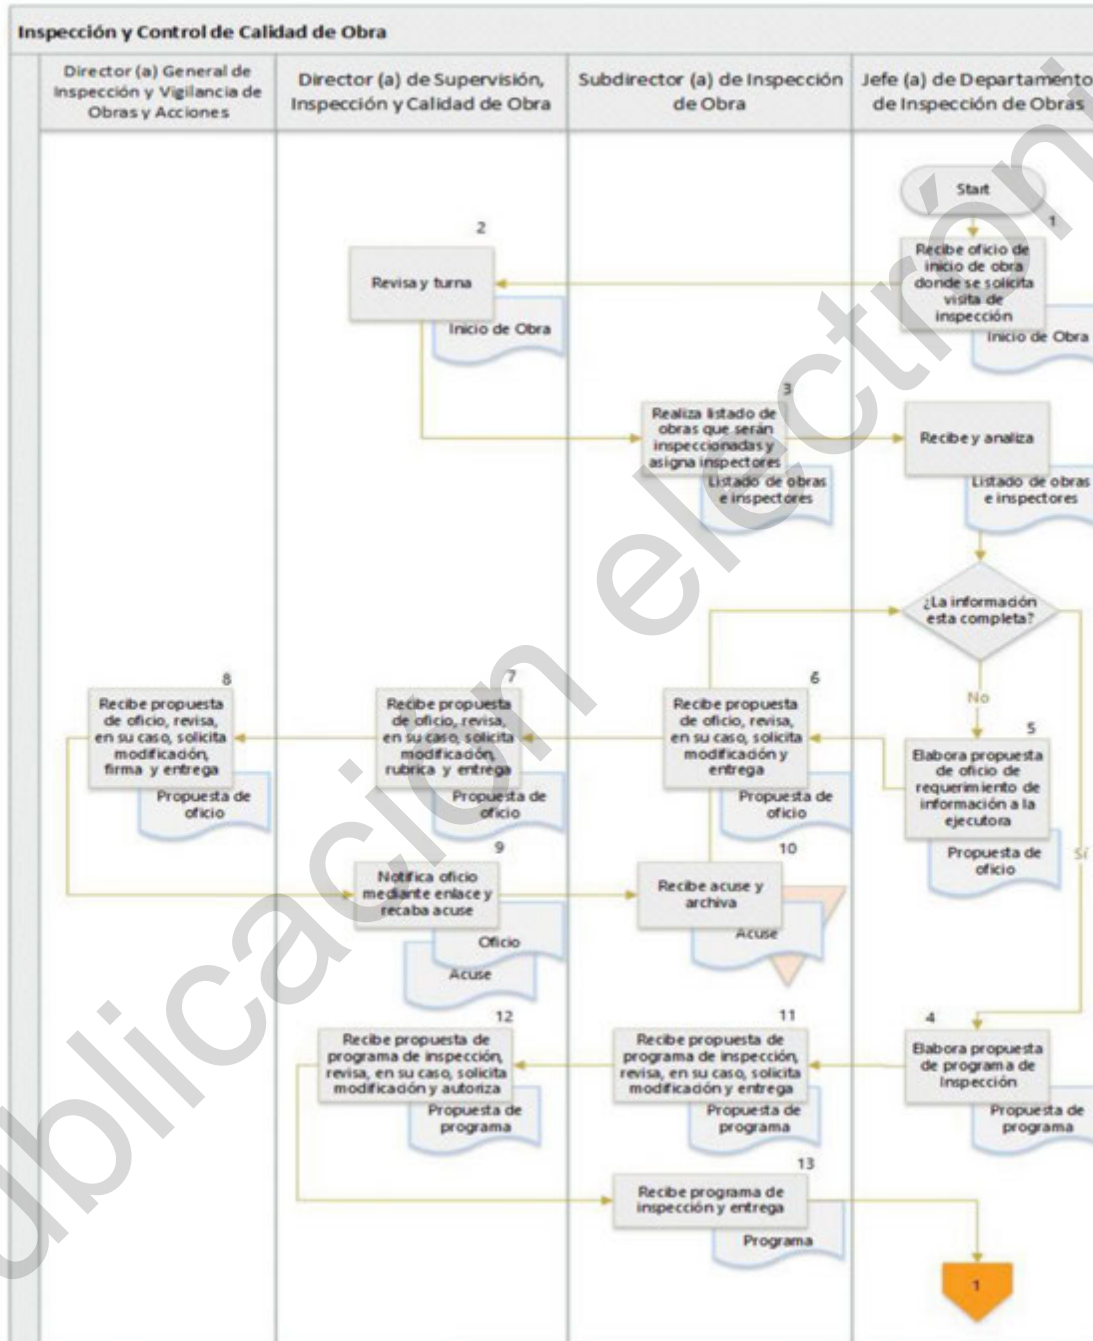 Inspección y Control de Calidad de Obra
Director (a) General de
Inspección y Vigilancia de
Obras y Acciones
Director (a) de Supervisión,
Inspección y Calidad de Obra
Subdirector (a) de Inspección
de Obra
Jefe (a) de Departamento
de Inspección de Obras
Start
1
Recibe oficio de
inicio de obra
donde se solicita
visita de
inspección
Inicio de Obra
2
Revisa y turna
Inicio de Obra
3
Realiza listado de
obras que serán
inspeccionadas y
asigna inspectores
Listado de obras
e inspectores
Recibe y analiza
Listado de obras
e inspectores
¿La información
esta completa?
No
Sí
8
Recibe propuesta
de oficio, revisa,
en su caso, solicita
modificación,
firma y entrega
Propuesta de
oficio
7
Recibe propuesta
de oficio, revisa,
en su caso, solicita
modificación,
rubrica y entrega
Propuesta de
oficio
6
Recibe propuesta
de oficio, revisa,
en su caso, solicita
modificación y
entrega
Propuesta de
oficio
5
Elabora propuesta
de oficio de
requerimiento de
información a la
ejecutora
Propuesta de
oficio
9
Notifica oficio
mediante enlace y
recaba acuse
Oficio
Acuse
10
Recibe acuse y
archiva
Acuse
12
Recibe propuesta de
programa de inspección,
revisa, en su caso, solicita
modificación y autoriza
Propuesta de
programa
11
Recibe propuesta de
programa de inspección,
revisa, en su caso, solicita
modificación y entrega
Propuesta de
programa
4
Elabora propuesta
de programa de
Inspección
Propuesta de
programa
13
Recibe programa de
inspección y entrega
Programa
1
ublicación electróni